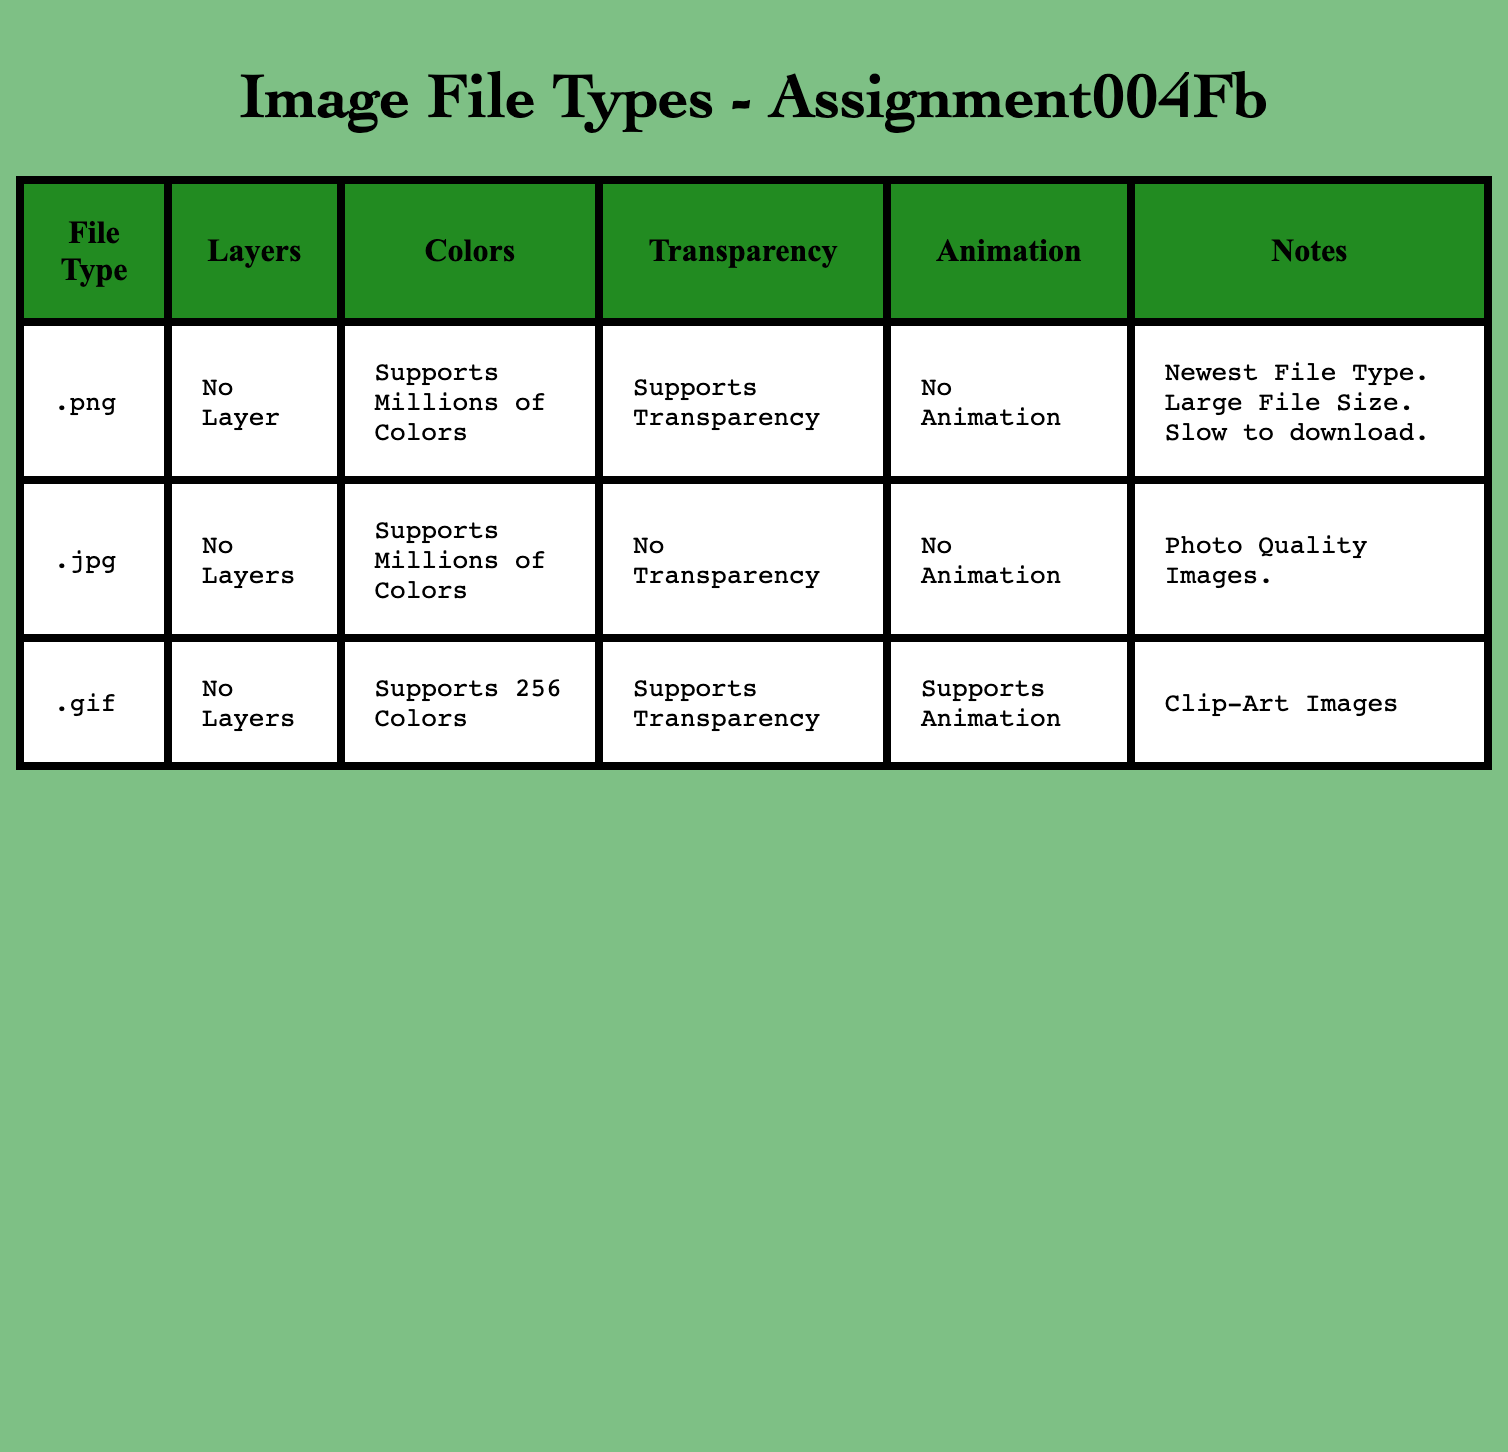 Image File Types - Assignment004Fb
File
Type
Layers
Colors
Transparency
Animation
Notes
.png
No
Layer
Supports
Millions of
Colors
Supports
Transparency
No
Animation
Newest File Type.
Large File Size.
Slow to download.
.jpg
No
Layers
Supports
Millions of
Colors
No
Transparency
No
Animation
Photo Quality
Images.
.gif
No
Layers
Supports 256
Colors
Supports
Transparency
Supports
Animation
Clip-Art Images